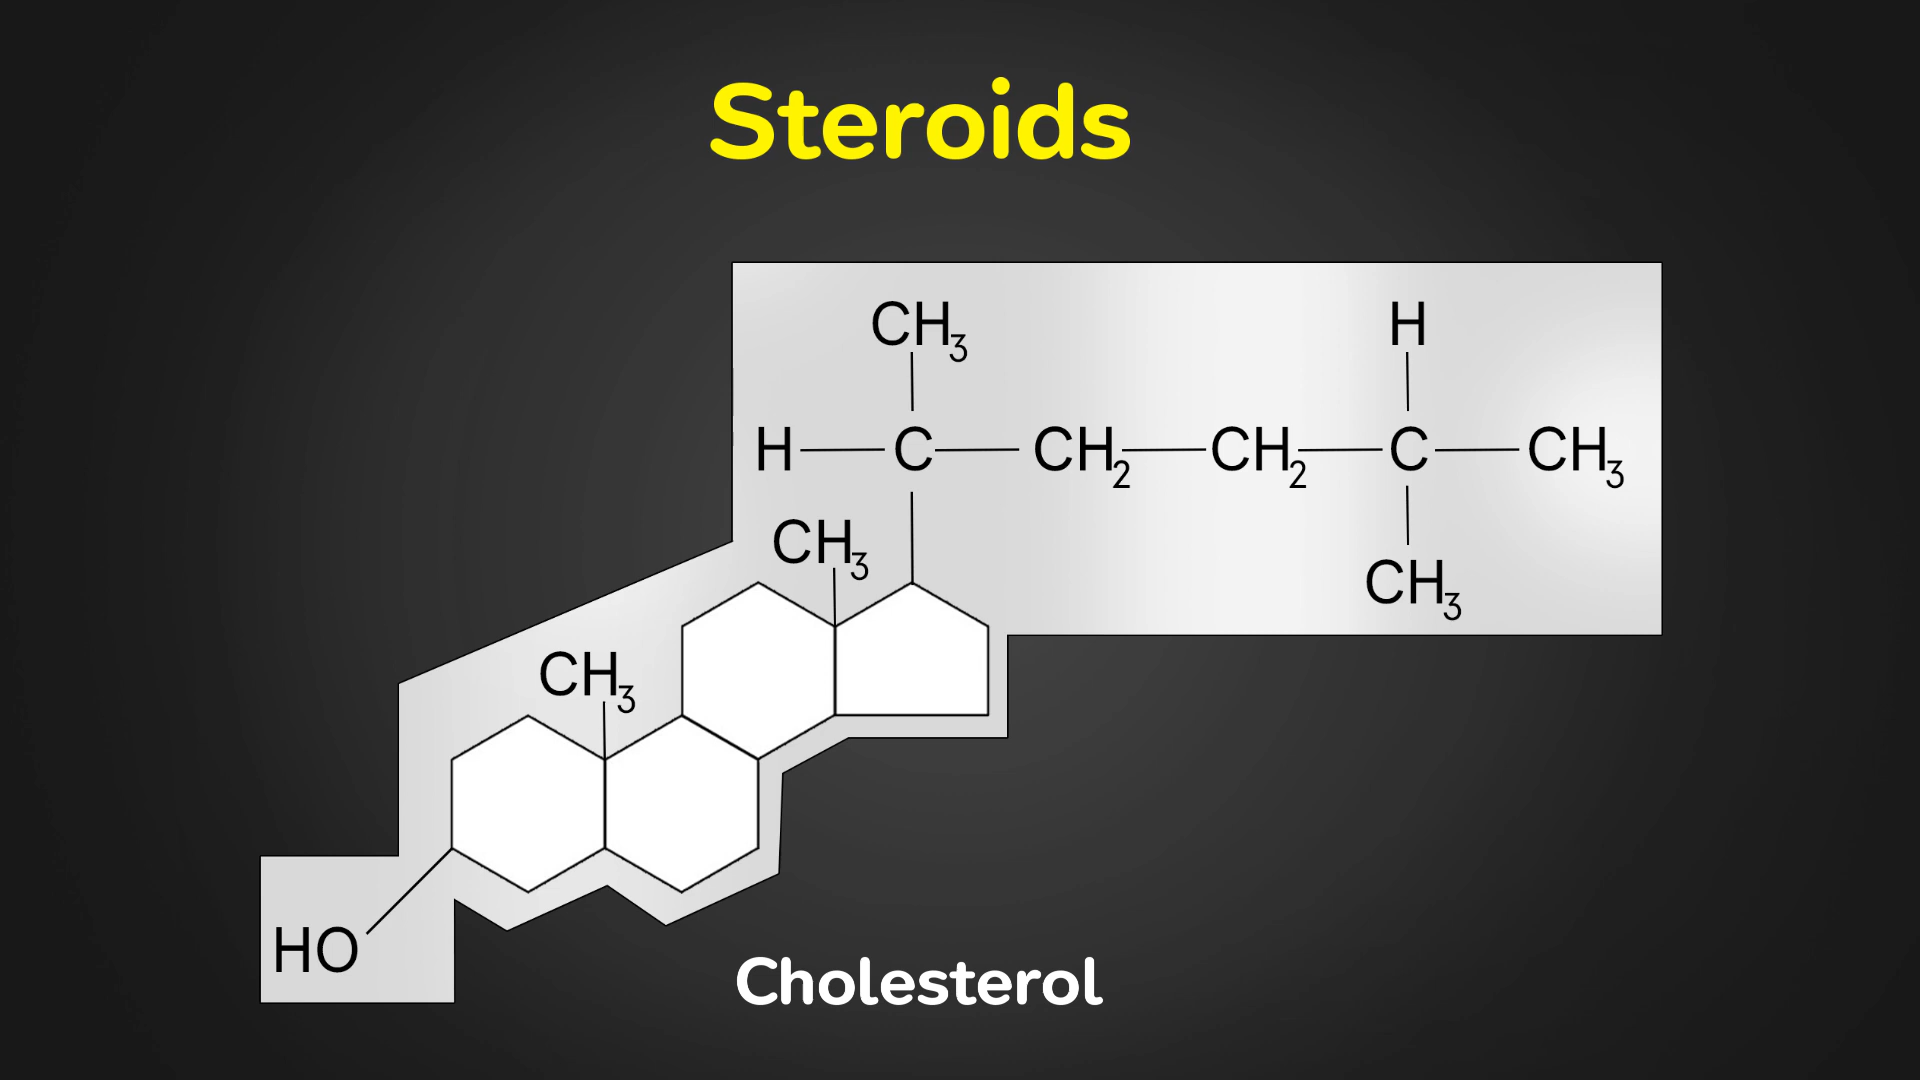 Steroids
CH₃ H
H C CH₂ CH₂ C CH₃
CH₃
CH₃
CH₃
HO
Cholesterol